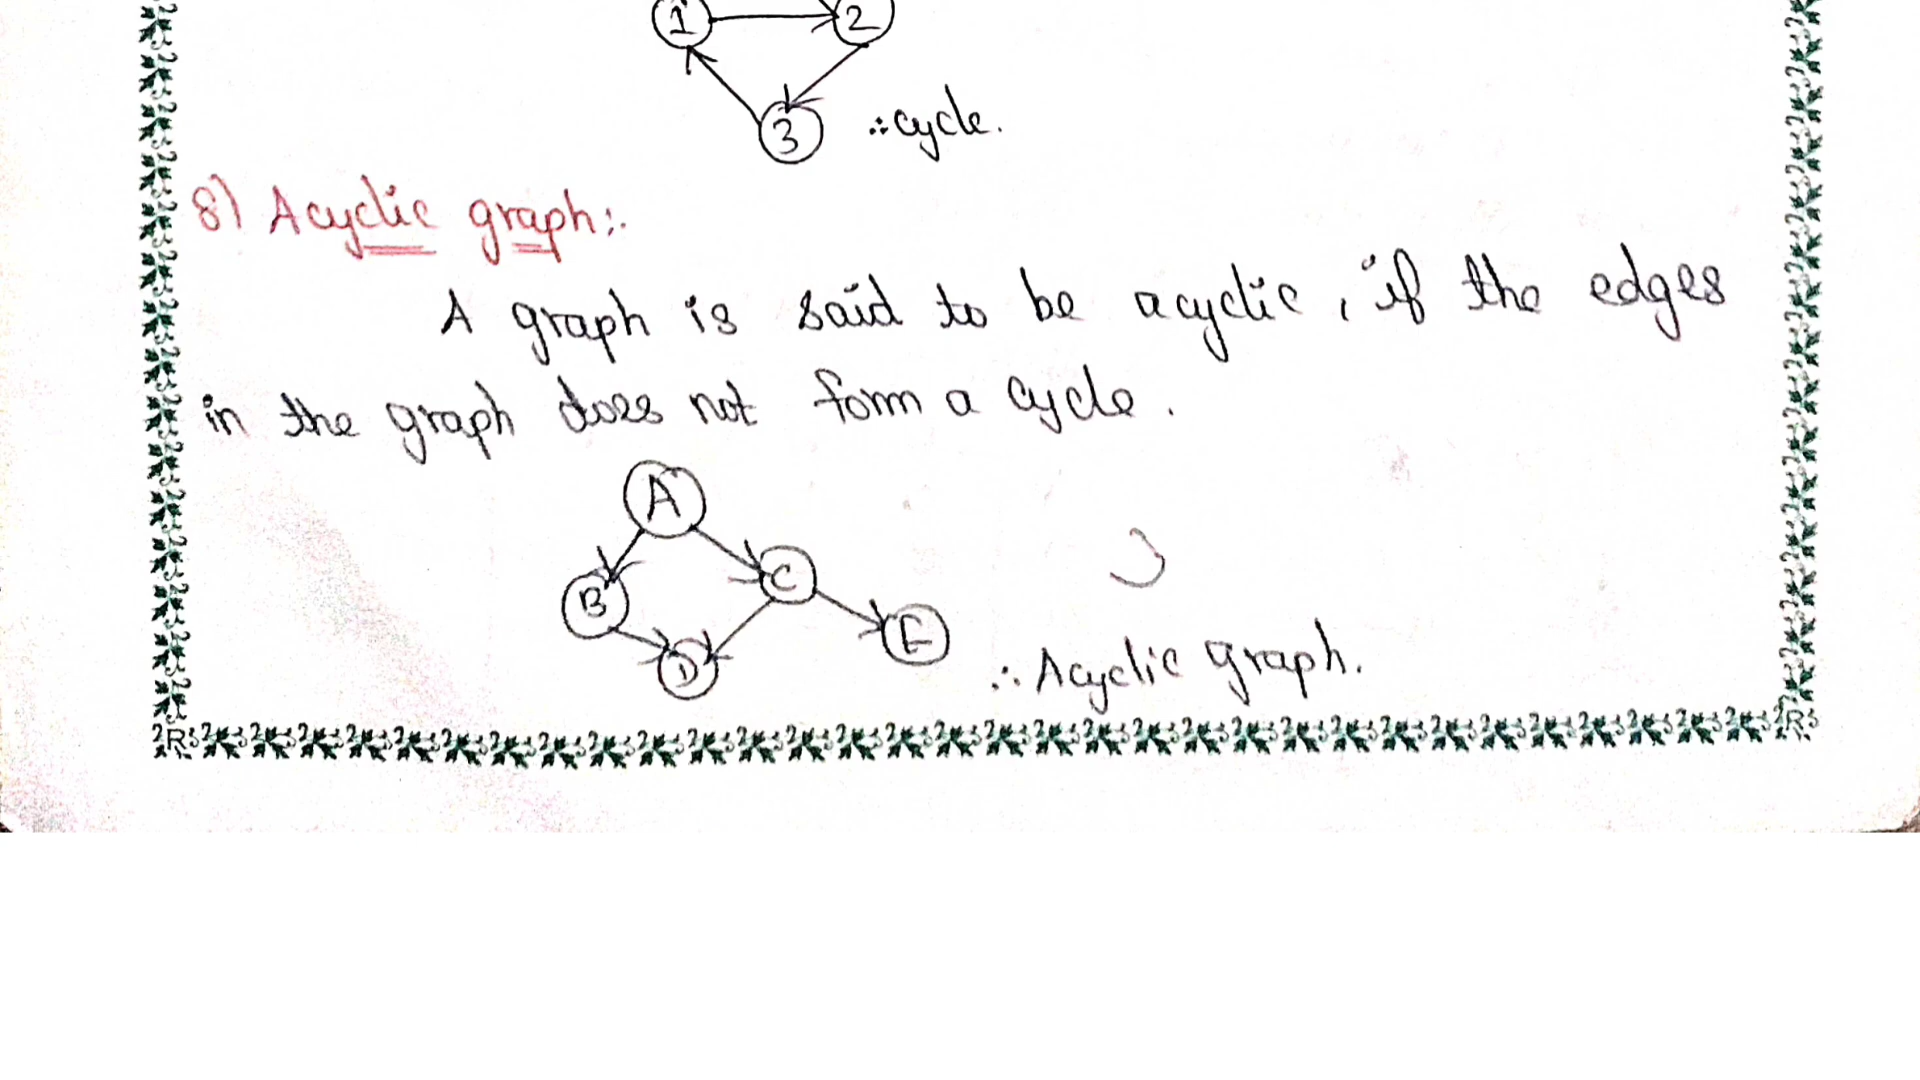 1 2
3 ∴ cycle.
8) Acyclic graph:.
A graph is said to be acyclic, if the edges
in the graph does not form a cycle.
A
B C
D E
∴ Acyclic graph.